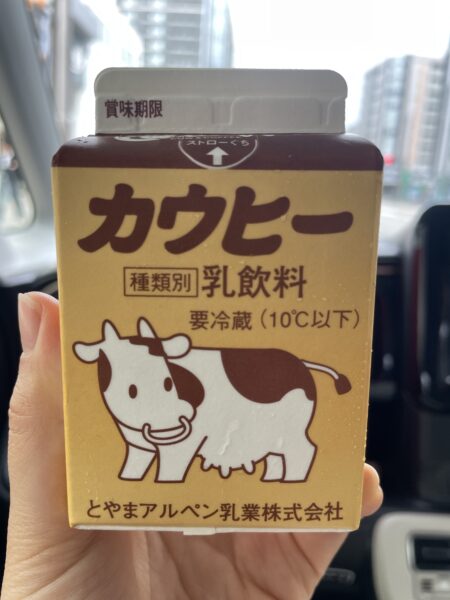 賞味期限
ストローぐち
カウヒー
種類別 乳飲料
要冷蔵(10℃以下)
とやまアルペン乳業株式会社